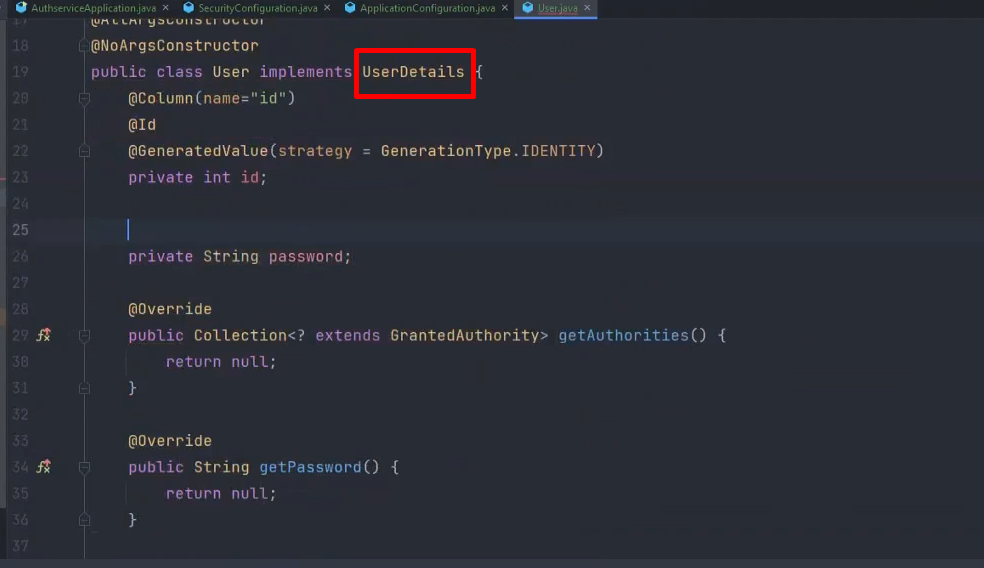 AuthserviceApplication.java × SecurityConfiguration.java × ApplicationConfiguration.java × User.java ×
17 @AllArgsConstructor
18 @NoArgsConstructor
19 public class User implements UserDetails {
20 @Column(name="id")
21 @Id
22 @GeneratedValue(strategy = GenerationType.IDENTITY)
23 private int id;
24
25
26 private String password;
27
28 @Override
29 public Collection<? extends GrantedAuthority> getAuthorities() {
30 return null;
31 }
32
33 @Override
34 public String getPassword() {
35 return null;
36 }
37